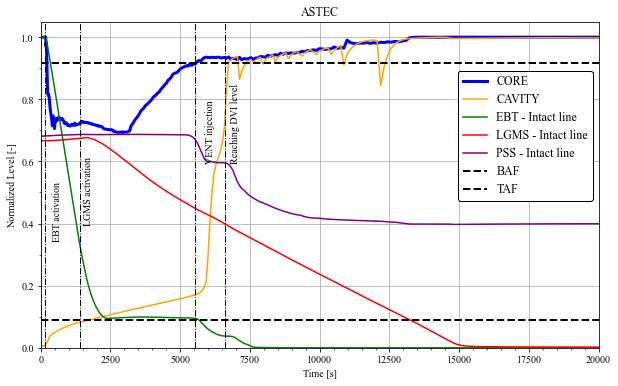 ASTEC
Normalized Level [-]
1.0
0.8
0.6
0.4
0.2
0.0
EBT activation
LGMS activation
VENT injection
Reaching DVI level
CORE
CAVITY
EBT - Intact line
LGMS - Intact line
PSS - Intact line
BAF
TAF
0
2500
5000
7500
10000
12500
15000
17500
20000
Time [s]